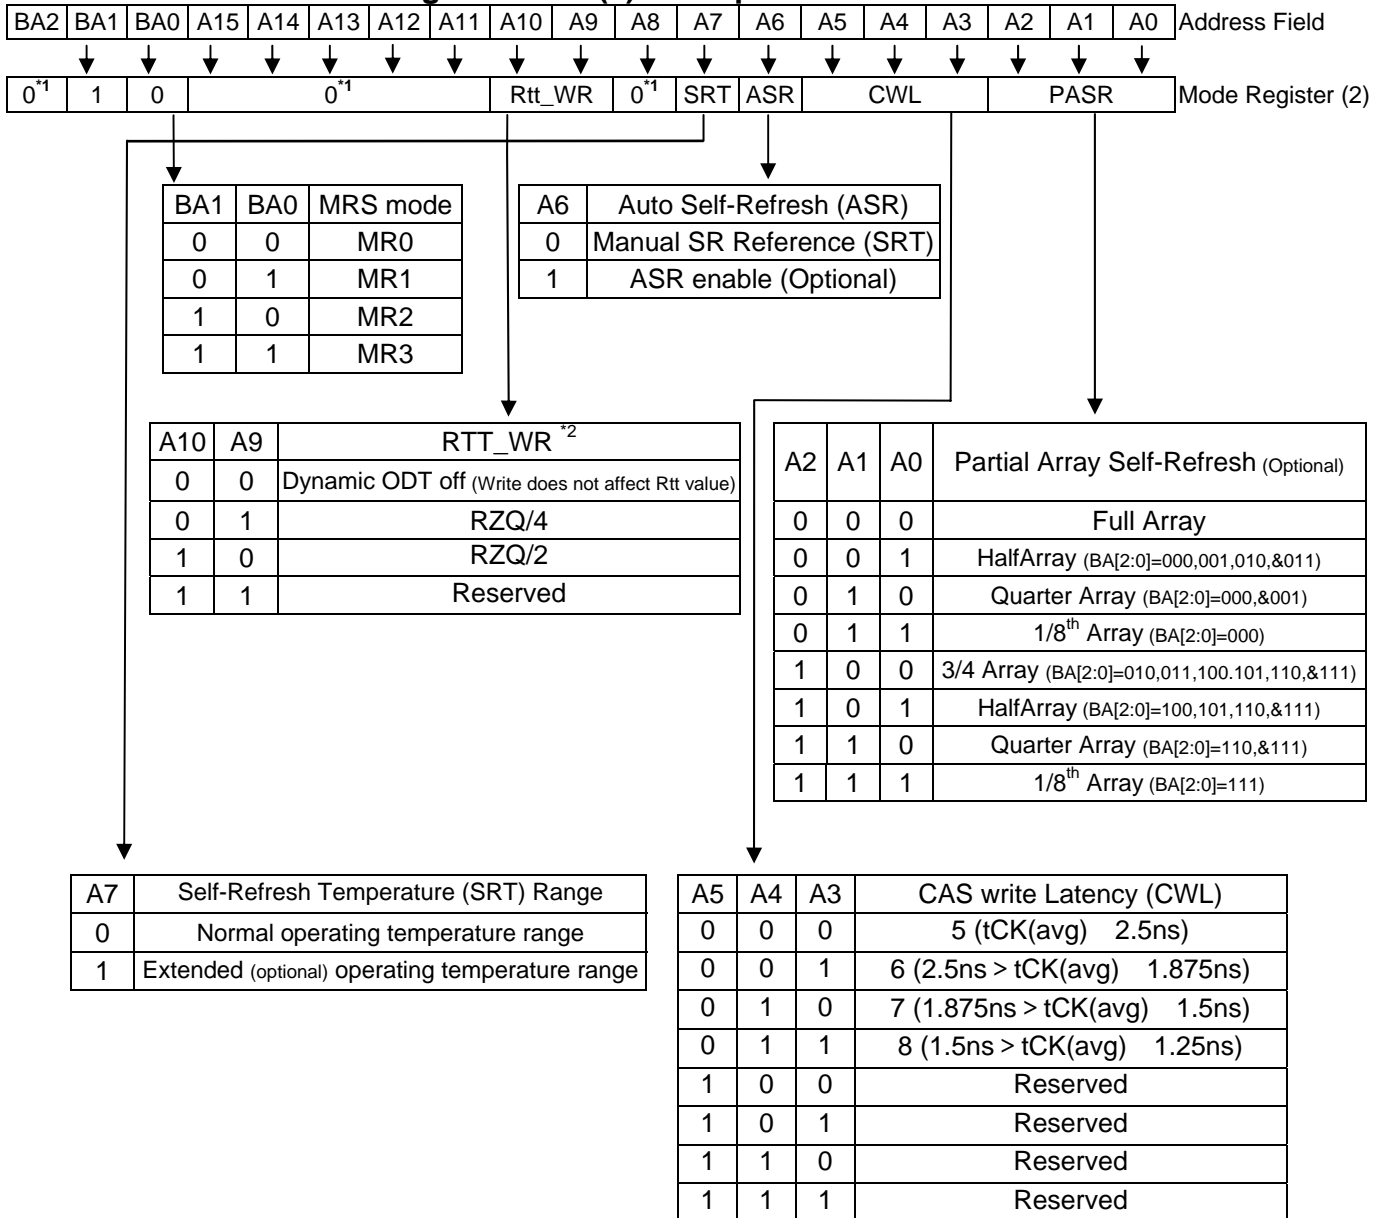 BA2 BA1 BA0 A15 A14 A13 A12 A11 A10 A9 A8 A7 A6 A5 A4 A3 A2 A1 A0 Address Field
0*1 1 0 0*1 Rtt_WR 0*1 SRT ASR CWL PASR Mode Register (2)
BA1 BA0 MRS mode
0 0 MR0
0 1 MR1
1 0 MR2
1 1 MR3
A6 Auto Self-Refresh (ASR)
0 Manual SR Reference (SRT)
1 ASR enable (Optional)
A10 A9 RTT_WR *2
0 0 Dynamic ODT off (Write does not affect Rtt value)
0 1 RZQ/4
1 0 RZQ/2
1 1 Reserved
A2 A1 A0 Partial Array Self-Refresh (Optional)
0 0 0 Full Array
0 0 1 HalfArray (BA[2:0]=000,001,010,&011)
0 1 0 Quarter Array (BA[2:0]=000,&001)
0 1 1 1/8th Array (BA[2:0]=000)
1 0 0 3/4 Array (BA[2:0]=010,011,100.101,110,&111)
1 0 1 HalfArray (BA[2:0]=100,101,110,&111)
1 1 0 Quarter Array (BA[2:0]=110,&111)
1 1 1 1/8th Array (BA[2:0]=111)
A7 Self-Refresh Temperature (SRT) Range
0 Normal operating temperature range
1 Extended (optional) operating temperature range
A5 A4 A3 CAS write Latency (CWL)
0 0 0 5 (tCK(avg) 2.5ns)
0 0 1 6 (2.5ns > tCK(avg) 1.875ns)
0 1 0 7 (1.875ns > tCK(avg) 1.5ns)
0 1 1 8 (1.5ns > tCK(avg) 1.25ns)
1 0 0 Reserved
1 0 1 Reserved
1 1 0 Reserved
1 1 1 Reserved